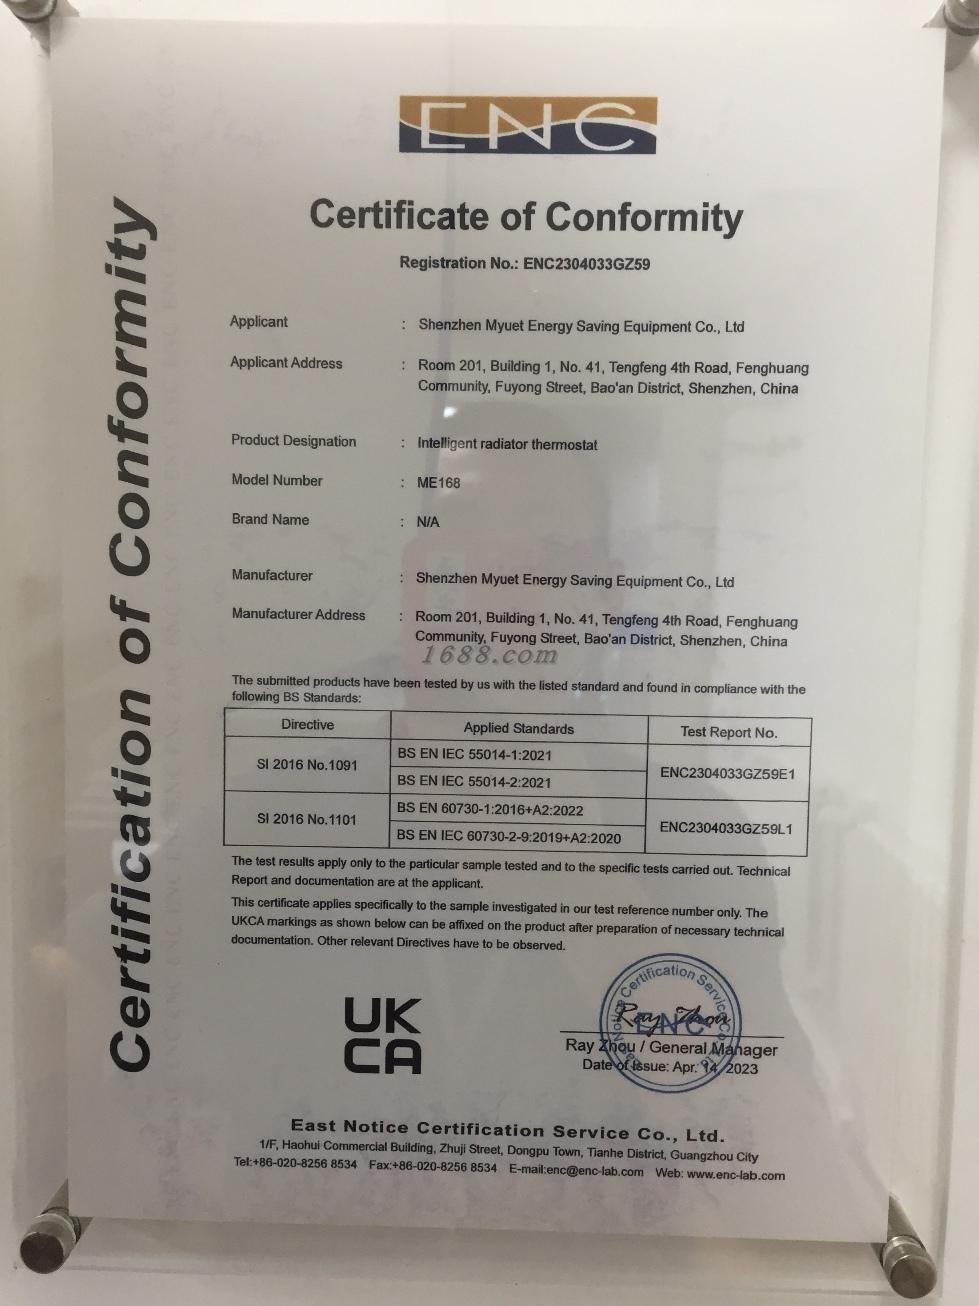 ENC
Certificate of Conformity
Registration No.: ENC2304033GZ59
Certification of Conformity
Applicant : Shenzhen Myuet Energy Saving Equipment Co., Ltd
Applicant Address : Room 201, Building 1, No. 41, Tengfeng 4th Road, Fenghuang
Community, Fuyong Street, Bao'an District, Shenzhen, China
Product Designation : Intelligent radiator thermostat
Model Number : ME168
Brand Name : N/A
Manufacturer : Shenzhen Myuet Energy Saving Equipment Co., Ltd
Manufacturer Address : Room 201, Building 1, No. 41, Tengfeng 4th Road, Fenghuang
Community, Fuyong Street, Bao'an District, Shenzhen, China
1688.com
The submitted products have been tested by us with the listed standard and found in compliance with the
following BS Standards:
Directive Applied Standards Test Report No.
SI 2016 No.1091 BS EN IEC 55014-1:2021 ENC2304033GZ59E1
BS EN IEC 55014-2:2021
SI 2016 No.1101 BS EN 60730-1:2016+A2:2022 ENC2304033GZ59L1
BS EN IEC 60730-2-9:2019+A2:2020
The test results apply only to the particular sample tested and to the specific tests carried out. Technical
Report and documentation are at the applicant.
This certificate applies specifically to the sample investigated in our test reference number only. The
UKCA markings as shown below can be affixed on the product after preparation of necessary technical
documentation. Other relevant Directives have to be observed.
UK
CA
Notice Certification Service Co
ENC
Ray Zhou
Ray Zhou / General Manager
Date of Issue: Apr. 14, 2023
East Notice Certification Service Co., Ltd.
1/F, Haohui Commercial Building, Zhuji Street, Dongpu Town, Tianhe District, Guangzhou City
Tel:+86-020-8256 8534 Fax:+86-020-8256 8534 E-mail:enc@enc-lab.com Web: www.enc-lab.com